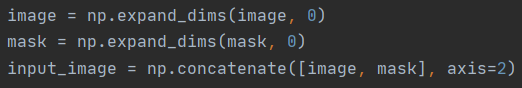 image = np.expand_dims(image, 0)
mask = np.expand_dims(mask, 0)
input_image = np.concatenate([image, mask], axis=2)